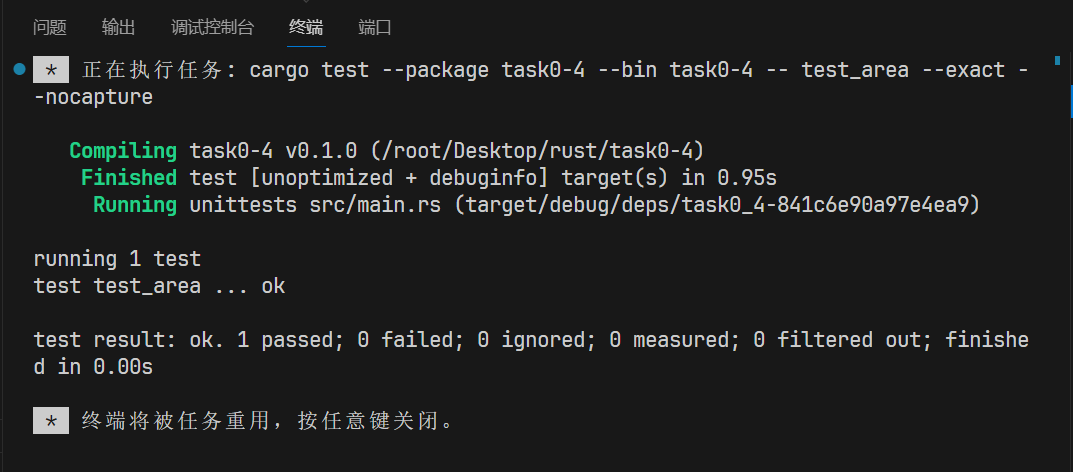 问题 输出 调试控制台 终端 端口
* 正在执行任务: cargo test --package task0-4 --bin task0-4 -- test_area --exact -
-nocapture
Compiling task0-4 v0.1.0 (/root/Desktop/rust/task0-4)
Finished test [unoptimized + debuginfo] target(s) in 0.95s
Running unittests src/main.rs (target/debug/deps/task0_4-841c6e90a97e4ea9)
running 1 test
test test_area ... ok
test result: ok. 1 passed; 0 failed; 0 ignored; 0 measured; 0 filtered out; finishe
d in 0.00s
* 终端将被任务重用，按任意键关闭。